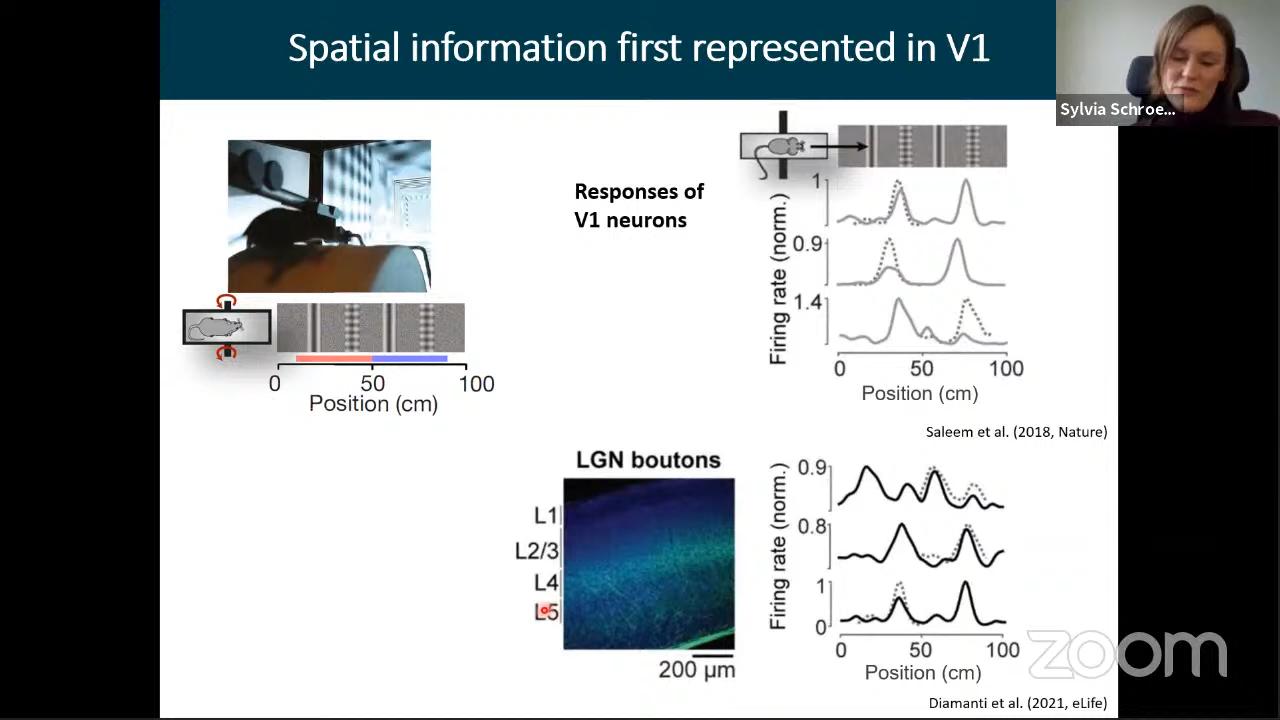 Spatial information first represented in V1
Sylvia Schroe...
Responses of
V1 neurons
Firing rate (norm.)
1
0.9
1.4
0
50
100
Position (cm)
Saleem et al. (2018, Nature)
0
50
100
Position (cm)
LGN boutons
L1
L2/3
L4
L5
200 µm
Firing rate (norm.)
0.9
0.8
1
0
0
50
100
Position (cm)
Diamanti et al. (2021, eLife)
zoom